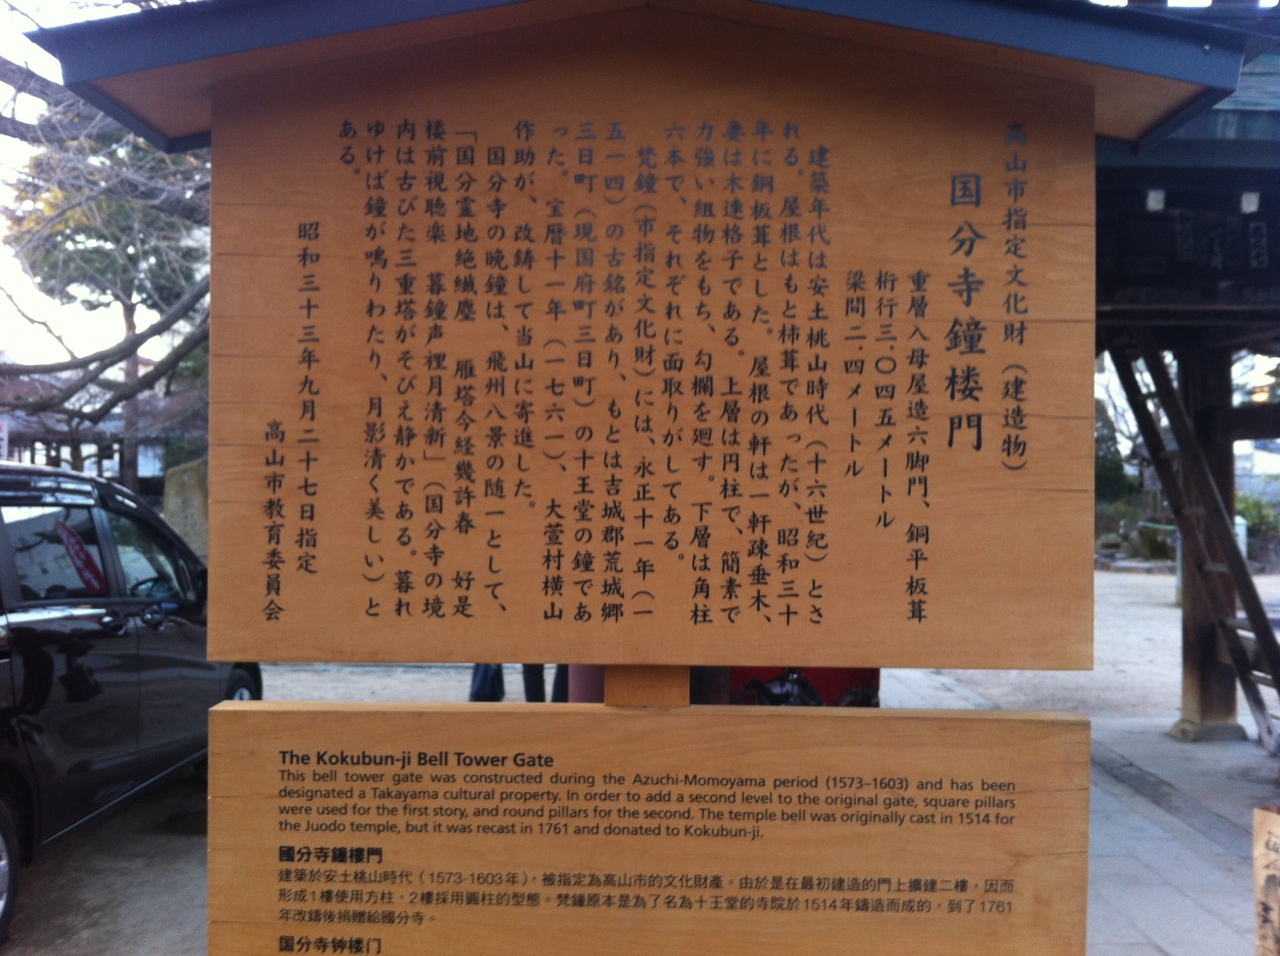 高山市指定文化財（建造物）
国分寺鐘楼門
重層入母屋造六脚門、銅平板葺
桁行三・〇四五メートル
梁間二・四メートル
建築年代は安土桃山時代（十六世紀）とさ
れる。屋根はもと柿葺であったが、昭和三十
年に銅板葺とした。屋根の軒は一軒疎垂木、
妻は木連格子である。上層は円柱で、簡素で
力強い組物をもち、勾欄を廻す。下層は角柱
六本で、それぞれに面取りがしてある。
梵鐘（市指定文化財）には、永正十一年（一
五一四）の古銘があり、もとは吉城郡荒城郷
三日町（現国府町三日町）の十王堂の鐘であ
った。宝暦十一年（一七六一）、大萱村横山
作助が、改鋳して当山に寄進した。
国分寺の晩鐘は、飛州八景の随一として、
「国分霊地絶繊塵　雁塔今経幾許春　好是
楼前視聴楽　暮鐘声裡月清新」（国分寺の境
内は古びた三重塔がそびえ静かである。暮れ
ゆけば鐘が鳴りわたり、月影清く美しい）と
ある。
昭和三十三年九月二十七日指定
高山市教育委員会
The Kokubun-ji Bell Tower Gate
This bell tower gate was constructed during the Azuchi-Momoyama period (1573–1603) and has been
designated a Takayama cultural property. In order to add a second level to the original gate, square pillars
were used for the first story, and round pillars for the second. The temple bell was originally cast in 1514 for
the Juodo temple, but it was recast in 1761 and donated to Kokubun-ji.
國分寺鐘樓門
建築於安土桃山時代（1573-1603年），被指定為高山市的文化財產。由於是在最初建造的門上擴建二樓，因而
形成1樓使用方柱，2樓採用圓柱的型態。梵鐘原本是為了名為十王堂的寺院於1514年鑄造而成的，到了1761
年改鑄後捐贈給國分寺。
国分寺钟楼门